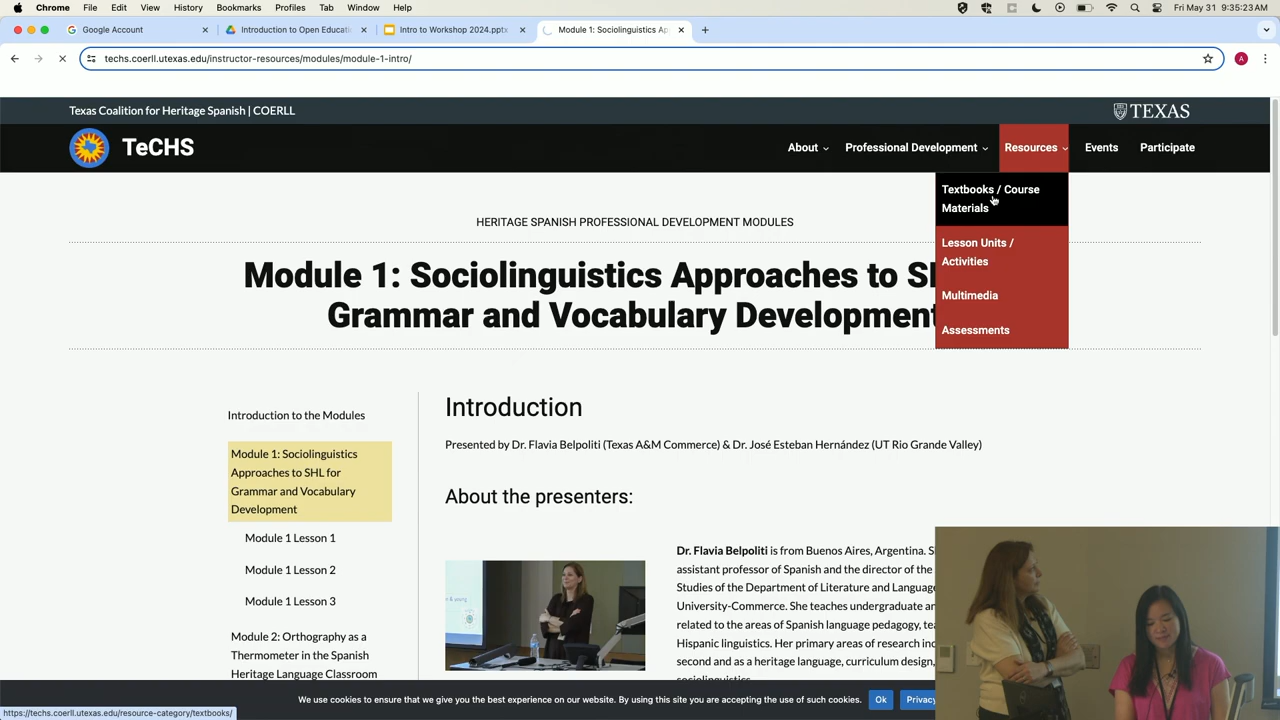 Chrome File Edit View History Bookmarks Profiles Tab Window Help Fri May 31 9:35:23 AM
Google Account
Introduction to Open Educati
Intro to Workshop 2024.pptx
Module 1: Sociolinguistics Ap
techs.coerll.utexas.edu/instructor-resources/modules/module-1-intro/
A
Texas Coalition for Heritage Spanish | COERLL
TEXAS
TeCHS
About
Professional Development
Resources
Events
Participate
Textbooks / Course
Materials
Lesson Units /
Activities
Multimedia
Assessments
HERITAGE SPANISH PROFESSIONAL DEVELOPMENT MODULES
Module 1: Sociolinguistics Approaches to
Grammar and Vocabulary Development
Introduction to the Modules
Module 1: Sociolinguistics
Approaches to SHL for
Grammar and Vocabulary
Development
Module 1 Lesson 1
Module 1 Lesson 2
Module 1 Lesson 3
Module 2: Orthography as a
Thermometer in the Spanish
Heritage Language Classroom
Introduction
Presented by Dr. Flavia Belpoliti (Texas A&M Commerce) & Dr. José Esteban Hernández (UT Rio Grande Valley)
About the presenters:
Dr. Flavia Belpoliti is from Buenos Aires, Argentina.
assistant professor of Spanish and the director of the
Studies of the Department of Literature and Language
University-Commerce. She teaches undergraduate an
related to the areas of Spanish language pedagogy, tea
Hispanic linguistics. Her primary areas of research inc
second and as a heritage language, curriculum design,
sociolinguistics.
We use cookies to ensure that we give you the best experience on our website. By using this site you are accepting the use of such cookies.
Ok
Privacy
https://techs.coerll.utexas.edu/resource-category/textbooks/